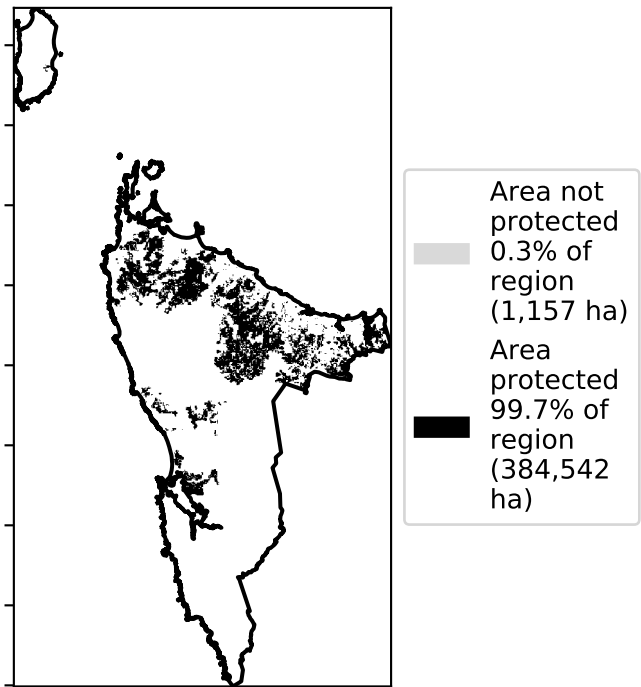 Area not
protected
0.3% of
region
(1,157 ha)
Area
protected
99.7% of
region
(384,542
ha)